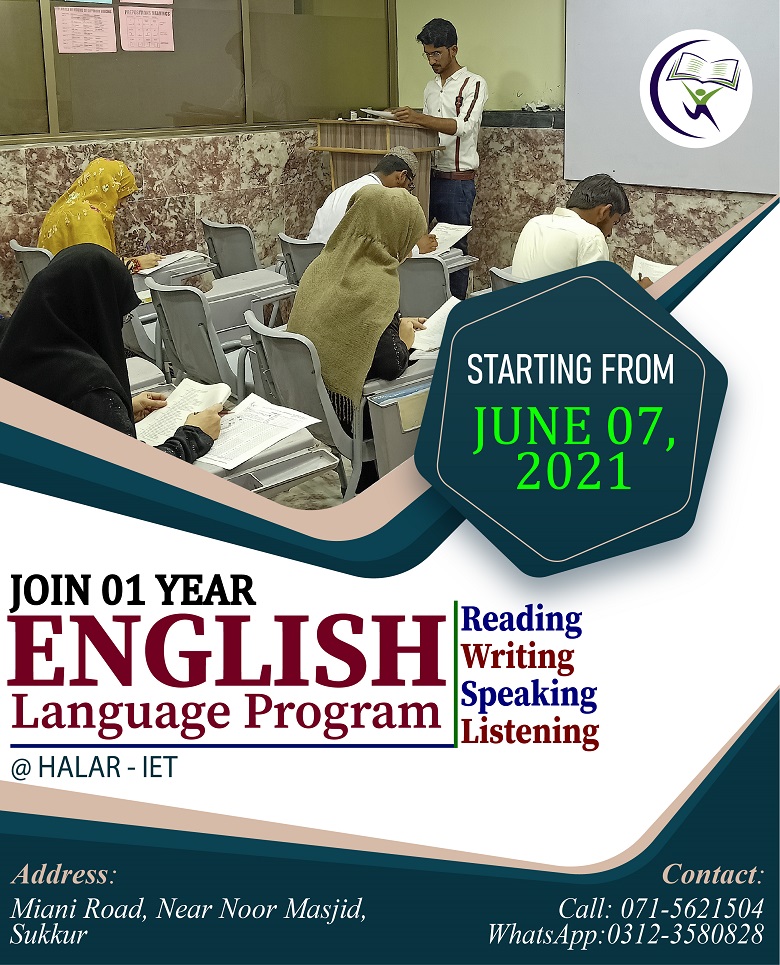 STARTING FROM
JUNE 07,
2021
JOIN 01 YEAR
ENGLISH
Language Program
Reading
Writing
Speaking
Listening
@ HALAR - IET
Address:
Miani Road, Near Noor Masjid,
Sukkur
Contact:
Call: 071-5621504
WhatsApp:0312-3580828